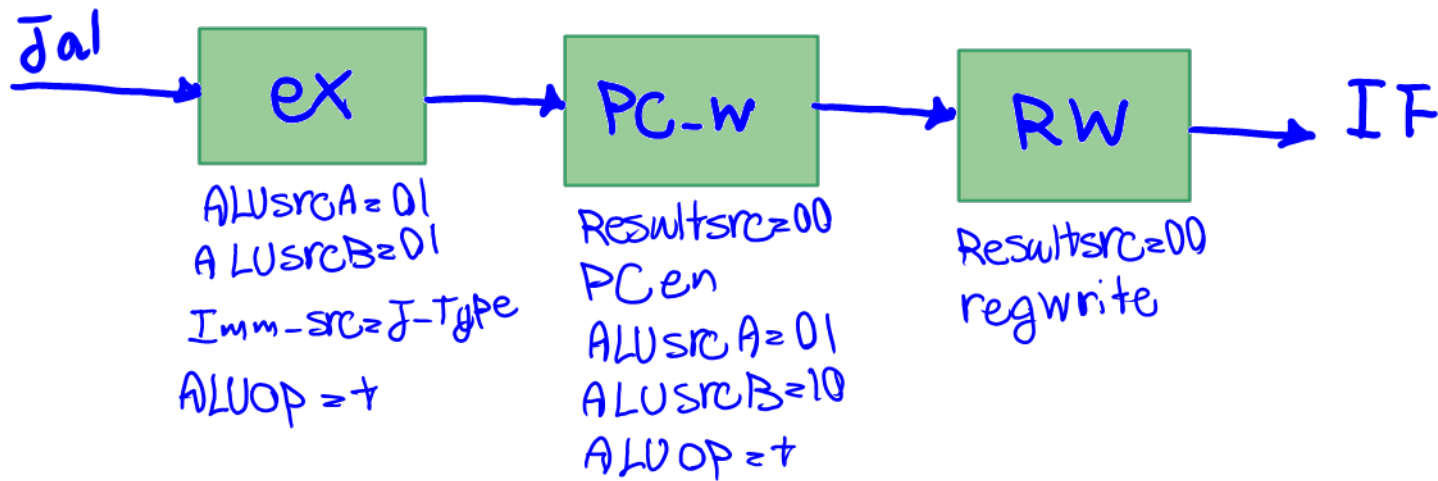 Jal
ex
PC-W
RW
IF
ALUsrcA=01
ALUsrcB=01
Imm-src=J-Type
ALUOp=+
Resultsrc=00
PCen
ALUsrcA=01
ALUsrcB=10
ALUOp=+
Resultsrc=00
regwrite